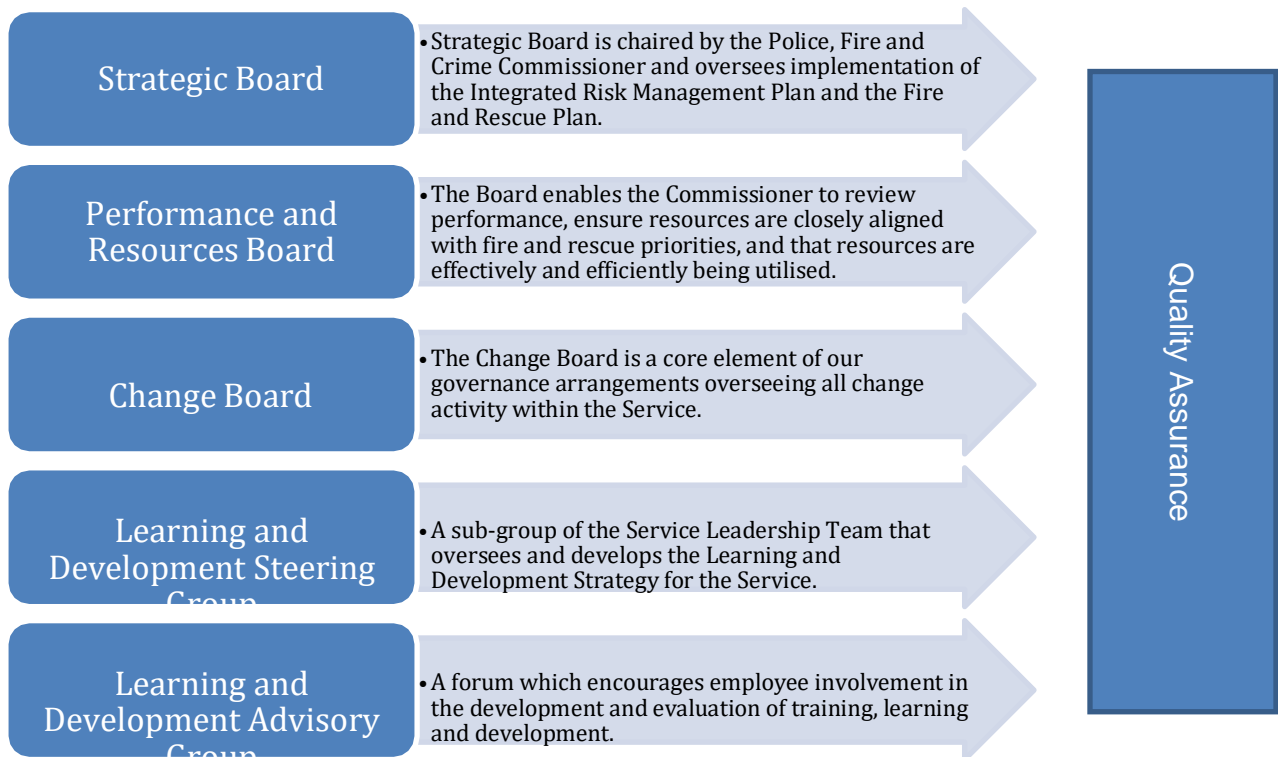 Strategic Board
•Strategic Board is chaired by the Police, Fire and
Crime Commissioner and oversees implementation of
the Integrated Risk Management Plan and the Fire
and Rescue Plan.
Performance and
Resources Board
•The Board enables the Commissioner to review
performance, ensure resources are closely aligned
with fire and rescue priorities, and that resources are
effectively and efficiently being utilised.
Change Board
•The Change Board is a core element of our
governance arrangements overseeing all change
activity within the Service.
Learning and
Development Steering
Group
•A sub-group of the Service Leadership Team that
oversees and develops the Learning and
Development Strategy for the Service.
Learning and
Development Advisory
Group
•A forum which encourages employee involvement in
the development and evaluation of training, learning
and development.
Quality Assurance